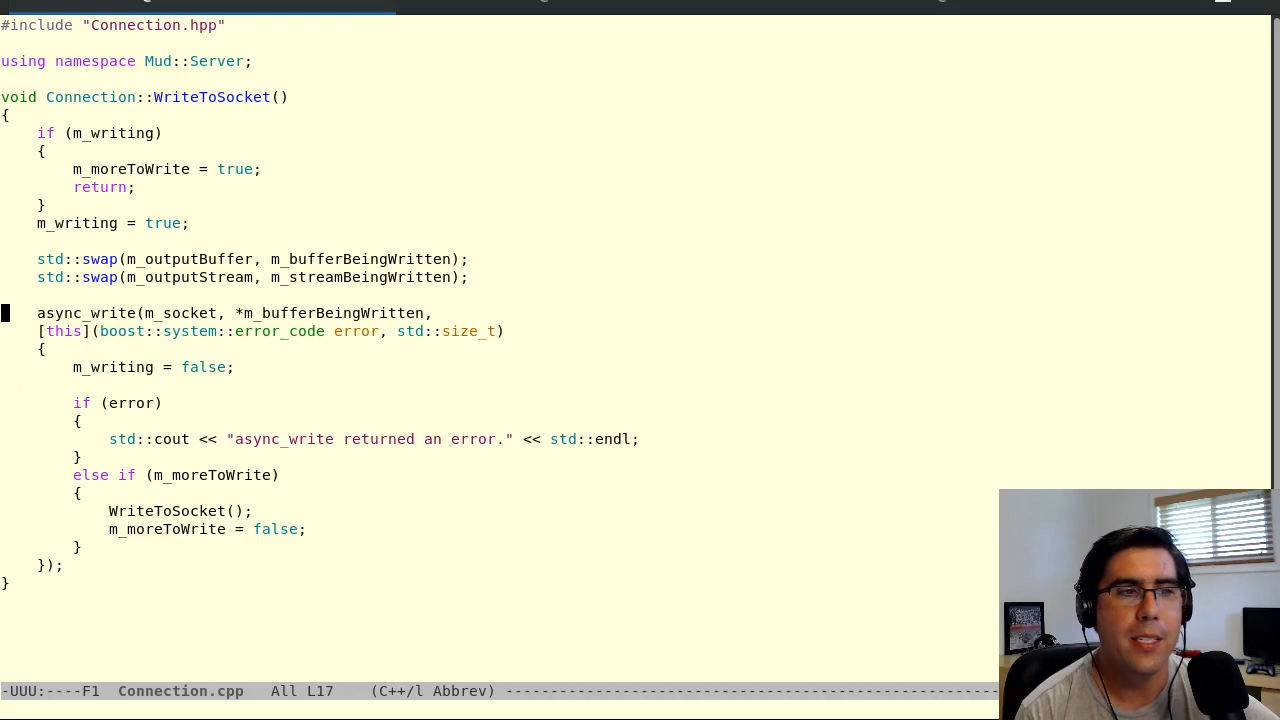 #include "Connection.hpp"
using namespace Mud::Server;
void Connection::WriteToSocket()
{
if (m_writing)
{
m_moreToWrite = true;
return;
}
m_writing = true;
std::swap(m_outputBuffer, m_bufferBeingWritten);
std::swap(m_outputStream, m_streamBeingWritten);
async_write(m_socket, *m_bufferBeingWritten,
[this](boost::system::error_code error, std::size_t)
{
m_writing = false;
if (error)
{
std::cout << "async_write returned an error." << std::endl;
}
else if (m_moreToWrite)
{
WriteToSocket();
m_moreToWrite = false;
}
});
}
-UUU:----F1  Connection.cpp   All L17    (C++/l Abbrev) -------------------------------------------------------